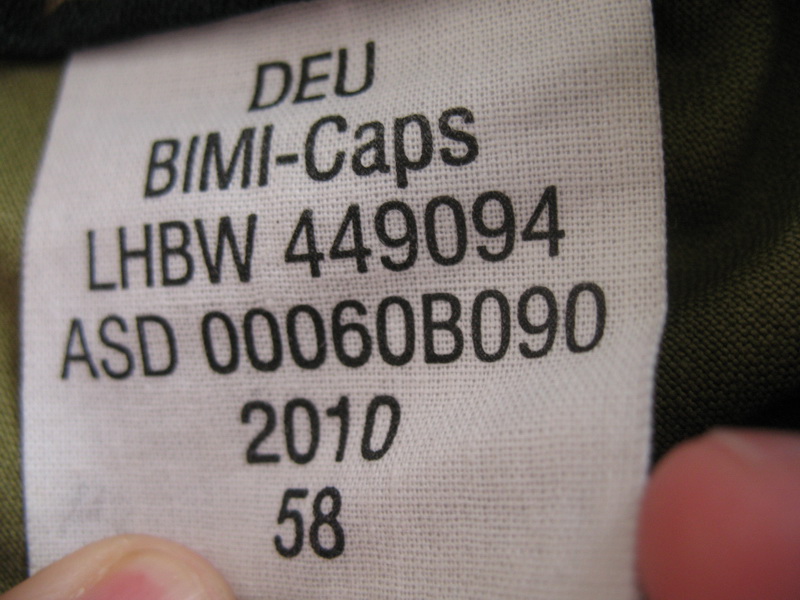 DEU
BIMI-Caps
LHBW 449094
ASD 00060B090
2010
58